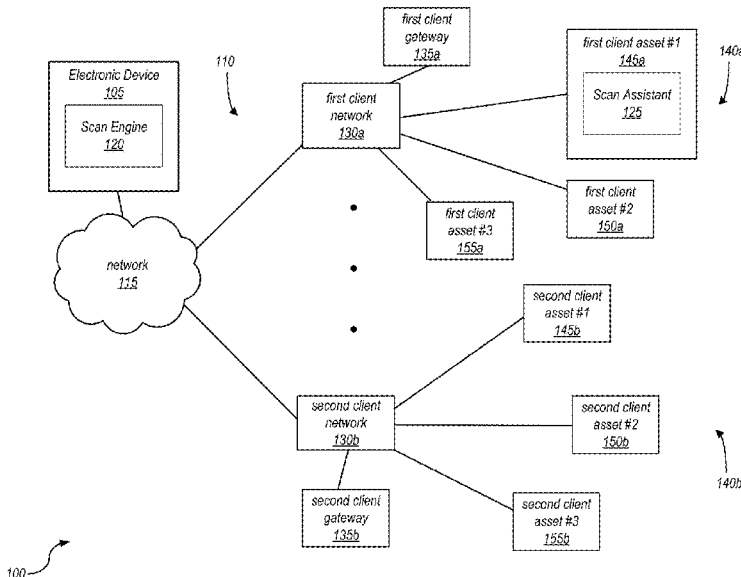 Electronic Device
105
Scan Engine
120
110
first client
gateway
135a
first client
network
130a
first client asset #1
145a
Scan Assistant
125
140a
first client
asset #2
150a
first client
asset #3
155a
network
115
second client
asset #1
145b
second client
network
130b
second client
asset #2
150b
140b
second client
gateway
135b
second client
asset #3
155b
100